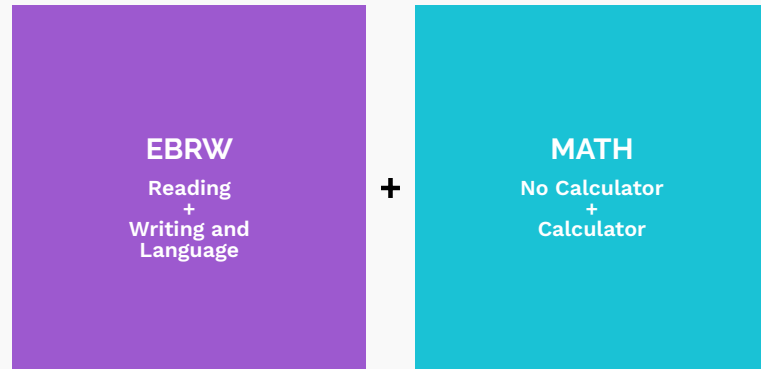 EBRW
Reading
+
Writing and
Language
+
MATH
No Calculator
+
Calculator